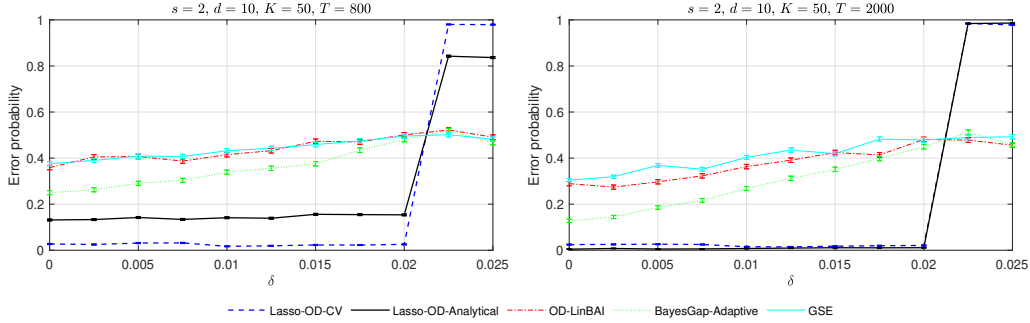 s = 2, d = 10, K = 50, T = 800
Error probability
1
0.8
0.6
0.4
0.2
0
0 0.005 0.01 0.015 0.02 0.025
δ
s = 2, d = 10, K = 50, T = 2000
Error probability
1
0.8
0.6
0.4
0.2
0
0 0.005 0.01 0.015 0.02 0.025
δ
Lasso-OD-CV Lasso-OD-Analytical OD-LinBAI BayesGap-Adaptive GSE